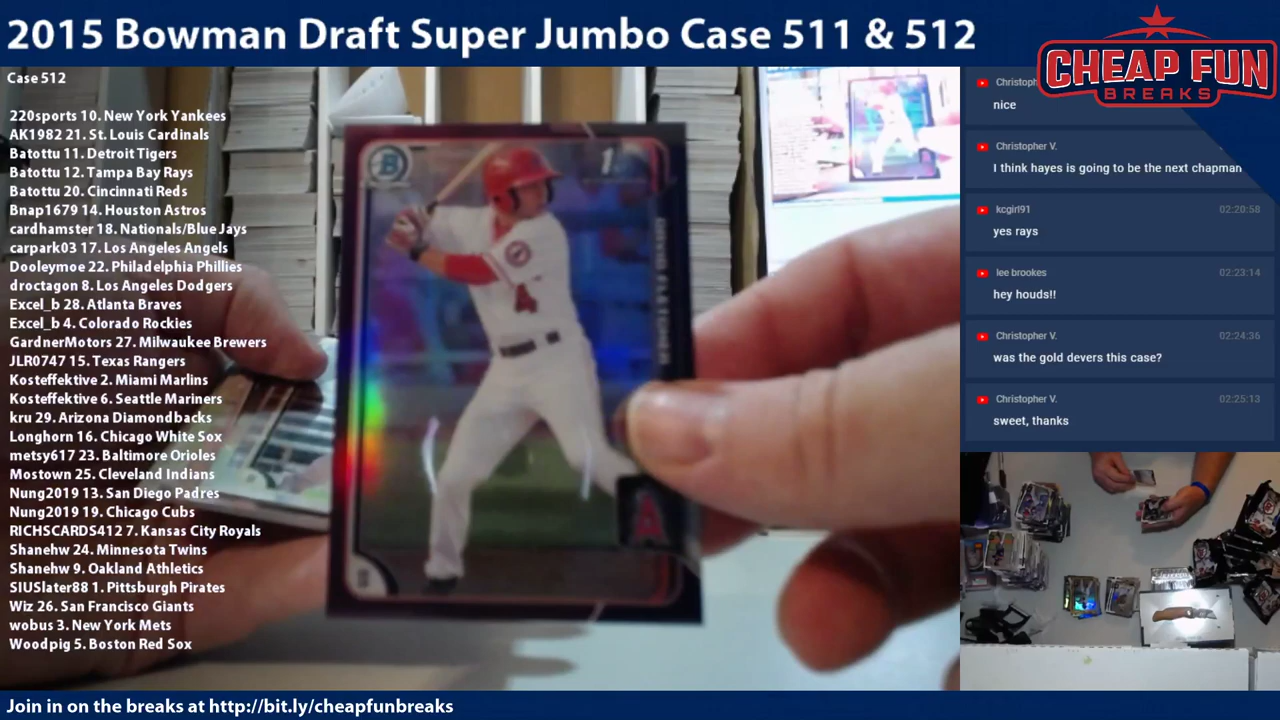 2015 Bowman Draft Super Jumbo Case 511 & 512
CHEAP FUN
BREAKS
Case 512
220sports 10. New York Yankees
AK1982 21. St. Louis Cardinals
Batottu 11. Detroit Tigers
Batottu 12. Tampa Bay Rays
Batottu 20. Cincinnati Reds
Bnap1679 14. Houston Astros
cardhamster 18. Nationals/Blue Jays
carpark03 17. Los Angeles Angels
Dooleymoe 22. Philadelphia Phillies
droctagon 8. Los Angeles Dodgers
Excel_b 28. Atlanta Braves
Excel_b 4. Colorado Rockies
GardnerMotors 27. Milwaukee Brewers
JLR0747 15. Texas Rangers
Kosteffektive 2. Miami Marlins
Kosteffektive 6. Seattle Mariners
kru 29. Arizona Diamondbacks
Longhorn 16. Chicago White Sox
metsy617 23. Baltimore Orioles
Mostown 25. Cleveland Indians
Nung2019 13. San Diego Padres
Nung2019 19. Chicago Cubs
RICHSCARDS412 7. Kansas City Royals
Shanehw 24. Minnesota Twins
Shanehw 9. Oakland Athletics
SIUSlater88 1. Pittsburgh Pirates
Wiz 26. San Francisco Giants
wobus 3. New York Mets
Woodpig 5. Boston Red Sox
B
1st
4
DAVID FLETCHER
A
Christoph
nice
Christopher V.
I think hayes is going to be the next chapman
kcgirl91 02:20:58
yes rays
lee brookes 02:23:14
hey houds!!
Christopher V. 02:24:36
was the gold devers this case?
Christopher V. 02:25:13
sweet, thanks
Join in on the breaks at http://bit.ly/cheapfunbreaks